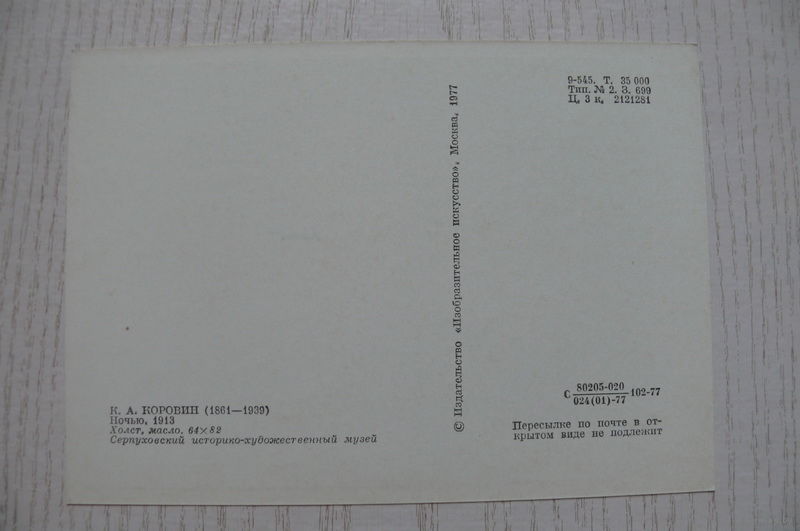 9-545. Т. 35 000
Тип. № 2. З. 699
Ц. 3 к. 2121281
© Издательство «Изобразительное искусство», Москва, 1977
К. А. КОРОВИН (1861—1939)
Ночью, 1913
Холст, масло. 64×82
Серпуховский историко-художественный музей
С 80205-020/024(01)-77 102-77
Пересылке по почте в от-
крытом виде не подлежит